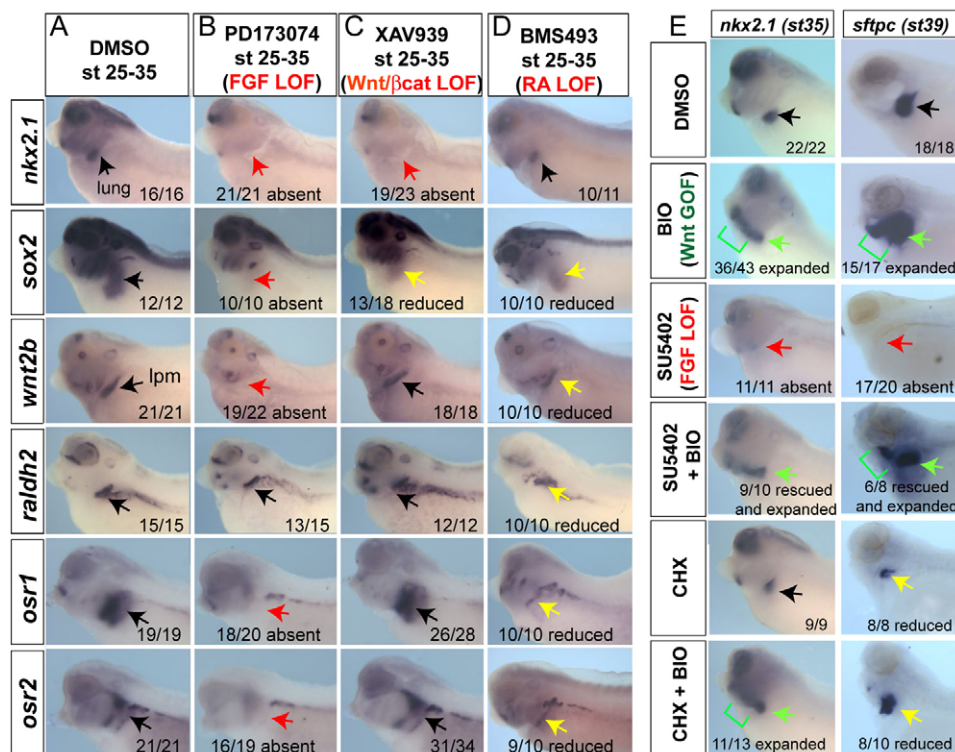 A
DMSO
st 25-35
B
PD173074
st 25-35
(FGF LOF)
C
XAV939
st 25-35
(Wnt/βcat LOF)
D
BMS493
st 25-35
(RA LOF)
nkx2.1
lung
16/16
21/21 absent
19/23 absent
10/11
sox2
12/12
10/10 absent
13/18 reduced
10/10 reduced
wnt2b
lpm
21/21
19/22 absent
18/18
10/10 reduced
raldh2
15/15
13/15
12/12
10/10 reduced
osr1
19/19
18/20 absent
26/28
10/10 reduced
osr2
21/21
16/19 absent
31/34
9/10 reduced
E
nkx2.1 (st35)
sftpc (st39)
DMSO
22/22
18/18
BIO
(Wnt GOF)
36/43 expanded
15/17 expanded
SU5402
(FGF LOF)
11/11 absent
17/20 absent
SU5402
+ BIO
9/10 rescued
and expanded
6/8 rescued
and expanded
CHX
9/9
8/8 reduced
CHX + BIO
11/13 expanded
8/10 reduced